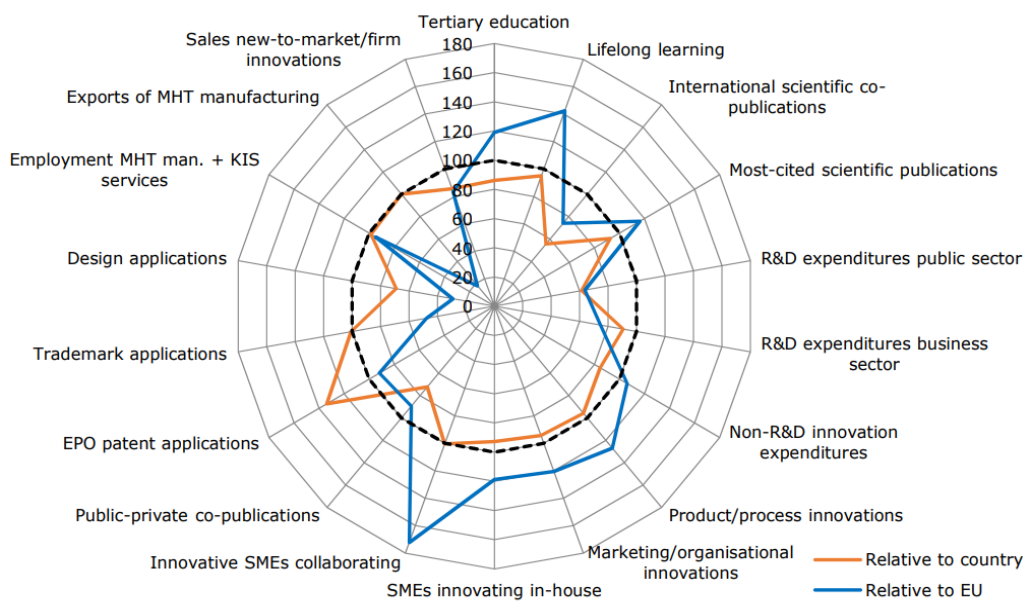 Tertiary education
Lifelong learning
International scientific co-
publications
Most-cited scientific publications
R&D expenditures public sector
R&D expenditures business
sector
Non-R&D innovation
expenditures
Product/process innovations
Marketing/organisational
innovations
SMEs innovating in-house
Innovative SMEs collaborating
Public-private co-publications
EPO patent applications
Trademark applications
Design applications
Employment MHT man. + KIS
services
Exports of MHT manufacturing
Sales new-to-market/firm
innovations
180
160
140
120
100
80
60
40
20
0
Relative to country
Relative to EU